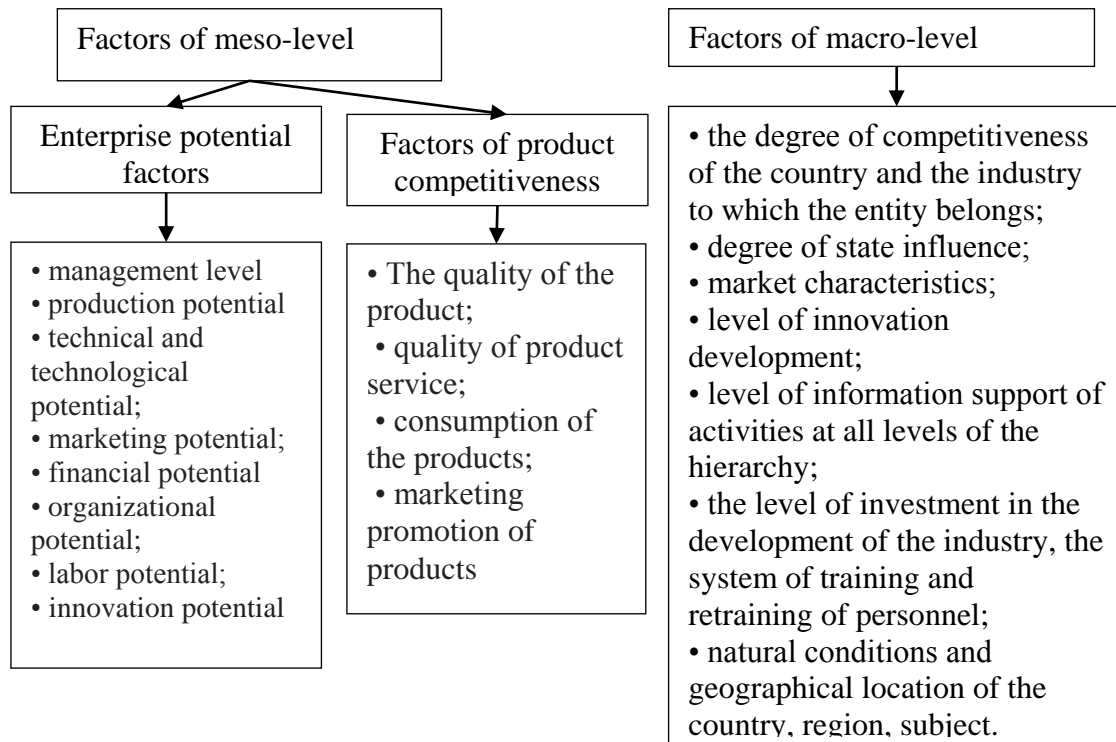 Factors of meso-level
Factors of macro-level
Enterprise potential
factors
Factors of product
competitiveness
• management level
• production potential
• technical and
technological
potential;
• marketing potential;
• financial potential
• organizational
potential;
• labor potential;
• innovation potential
• The quality of the
product;
• quality of product
service;
• consumption of
the products;
• marketing
promotion of
products
• the degree of competitiveness
of the country and the industry
to which the entity belongs;
• degree of state influence;
• market characteristics;
• level of innovation
development;
• level of information support of
activities at all levels of the
hierarchy;
• the level of investment in the
development of the industry, the
system of training and
retraining of personnel;
• natural conditions and
geographical location of the
country, region, subject.